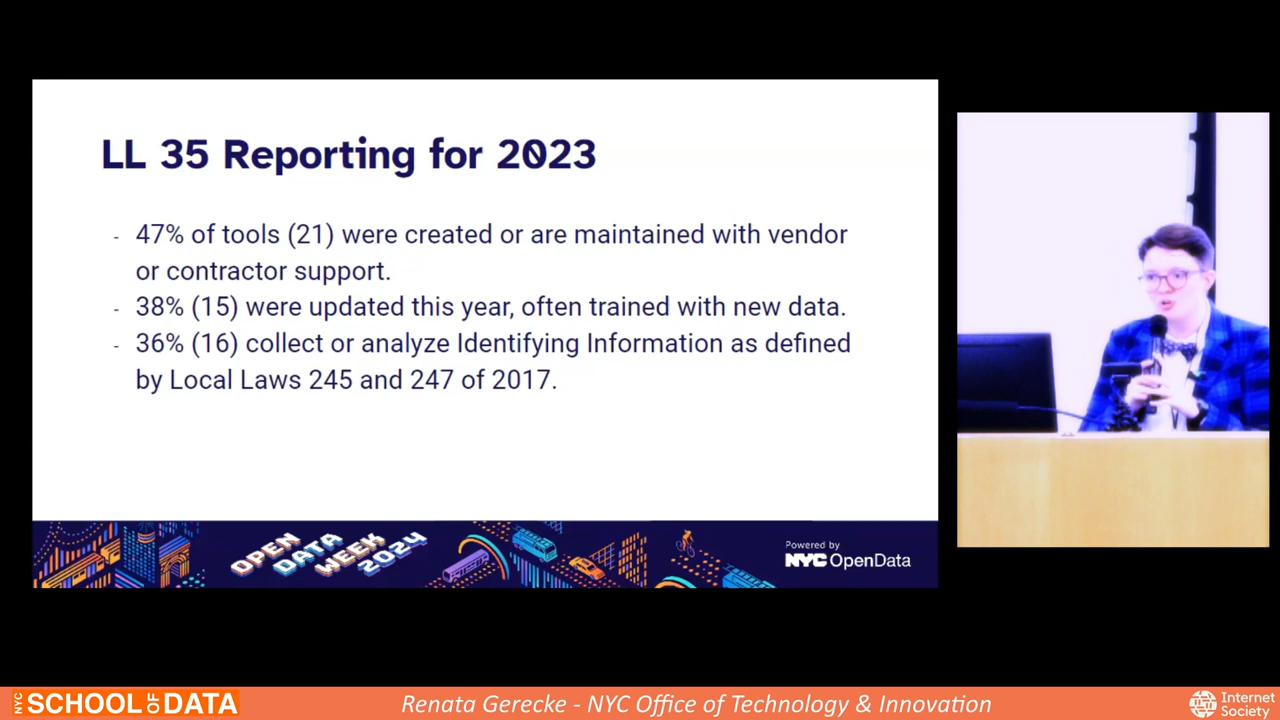 LL 35 Reporting for 2023
- 47% of tools (21) were created or are maintained with vendor
or contractor support.
- 38% (15) were updated this year, often trained with new data.
- 36% (16) collect or analyze Identifying Information as defined
by Local Laws 245 and 247 of 2017.
OPEN
DATA
WEEK
2024
Powered by
NYC OpenData
NYC SCHOOL OF DATA
Renata Gerecke - NYC Office of Technology & Innovation
Internet
Society